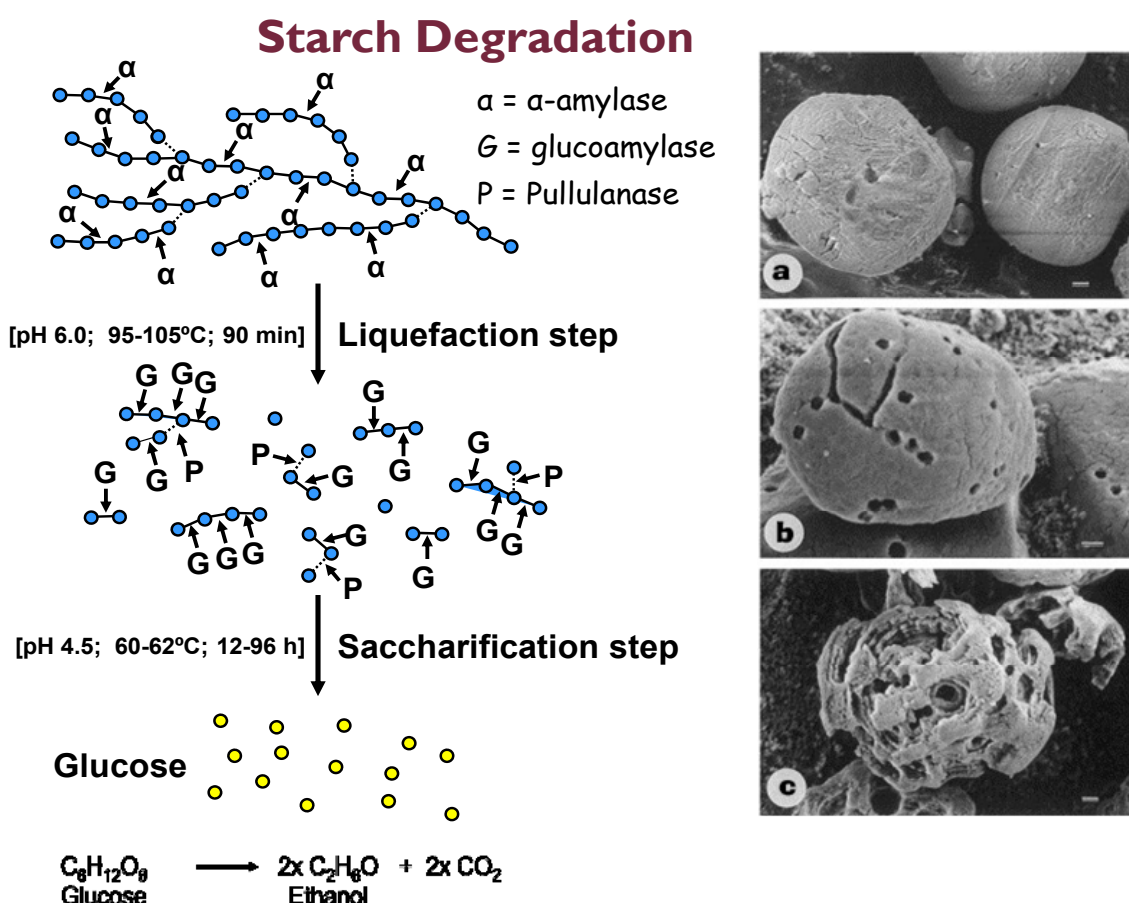 Starch Degradation
α
α
α
α
α
α
α
α
α
α
α
α = α-amylase
G = glucoamylase
P = Pullulanase
[pH 6.0; 95-105ºC; 90 min]
Liquefaction step
G
G
G
G
P
G
G
G
G
G
P
G
G
G
P
G
G
G
P
G
G
[pH 4.5; 60-62ºC; 12-96 h]
Saccharification step
Glucose
C₆H₁₂O₆ 2x C₂H₆O + 2x CO₂
Glucose Ethanol
a
b
c